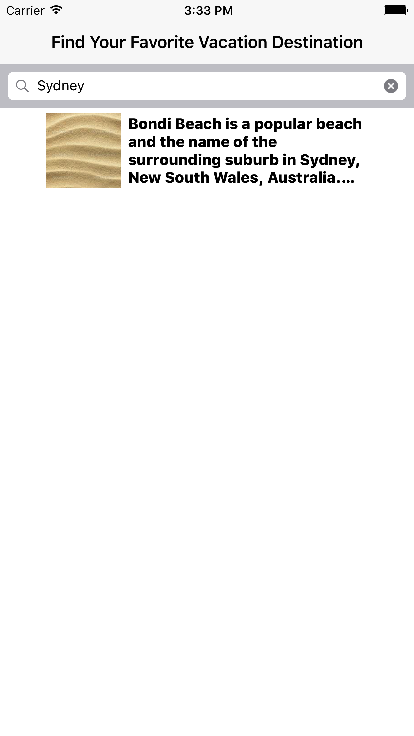 Carrier 3:33 PM
Find Your Favorite Vacation Destination
Sydney
Bondi Beach is a popular beach
and the name of the
surrounding suburb in Sydney,
New South Wales, Australia....